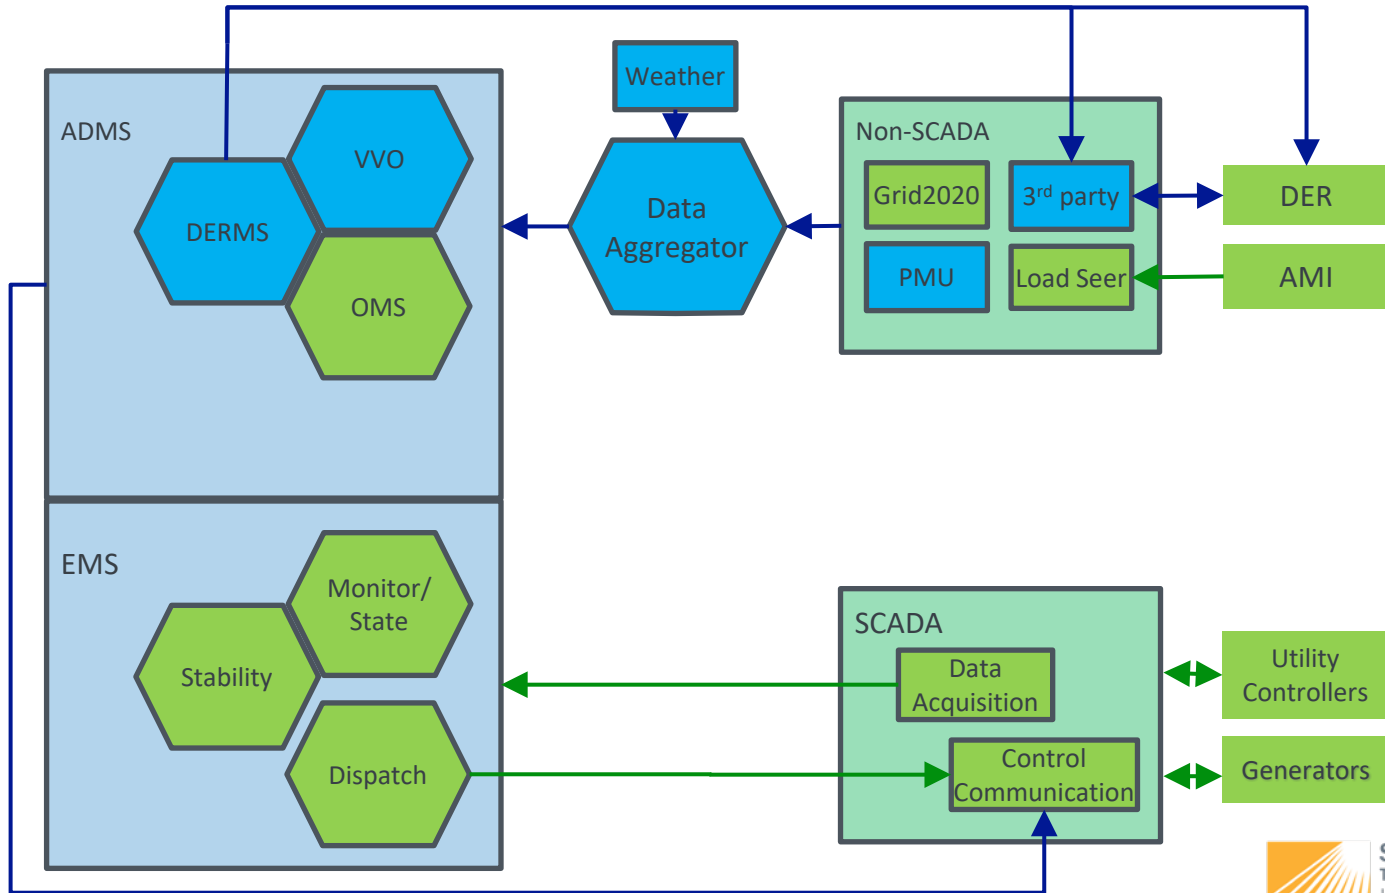 Weather
ADMS
VVO
DERMS
OMS
Data
Aggregator
Non-SCADA
Grid2020
3rd party
PMU
Load Seer
DER
AMI
EMS
Monitor/
State
Stability
Dispatch
SCADA
Data
Acquisition
Control
Communication
Utility
Controllers
Generators
S
T